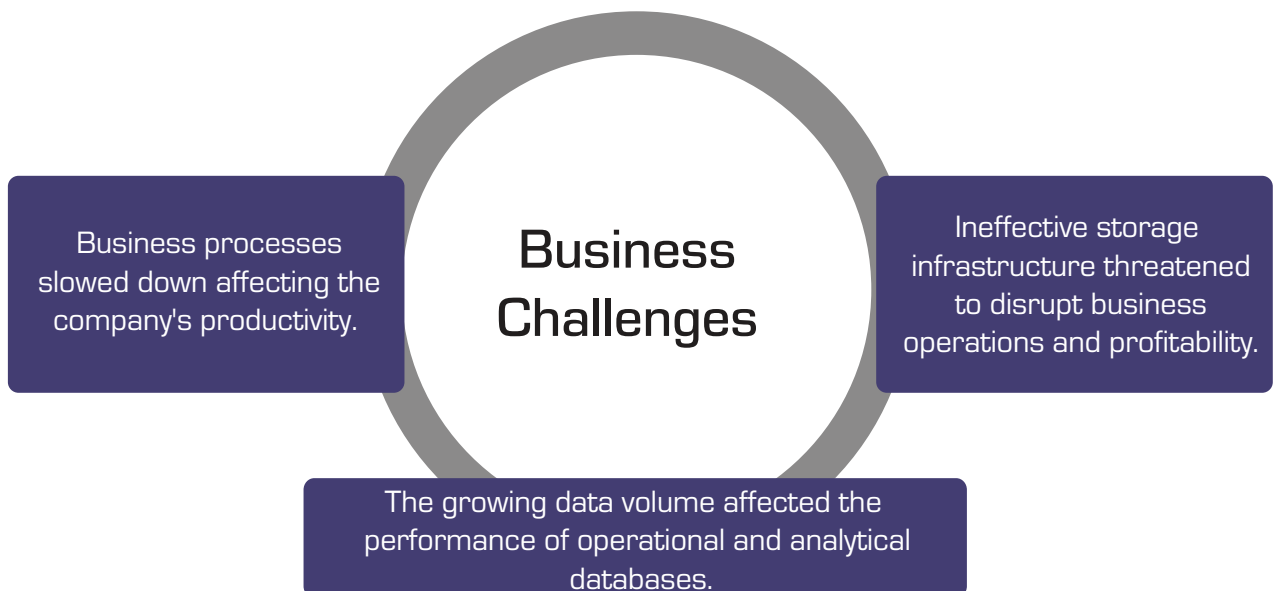 Business
Challenges
Business processes
slowed down affecting the
company's productivity.
Ineffective storage
infrastructure threatened
to disrupt business
operations and profitability.
The growing data volume affected the
performance of operational and analytical
databases.